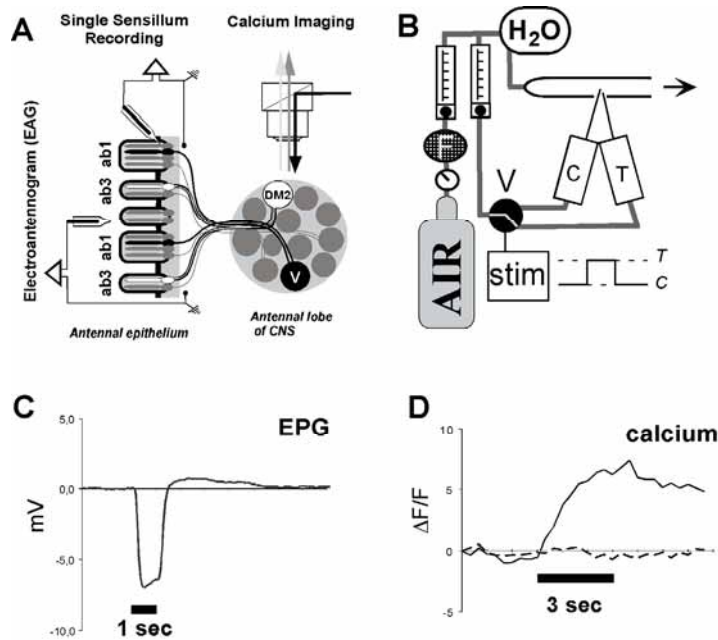 A
Single Sensillum
Recording
Calcium Imaging
Electroantennogram (EAG)
ab1
ab3
ab1
ab3
DM2
V
Antennal epithelium
Antennal lobe
of CNS
B
H₂O
C
T
V
AIR
stim
T
C
C
EPG
5,0
0,0
-5,0
-10,0
mV
1 sec
D
calcium
10
5
0
-5
ΔF/F
3 sec